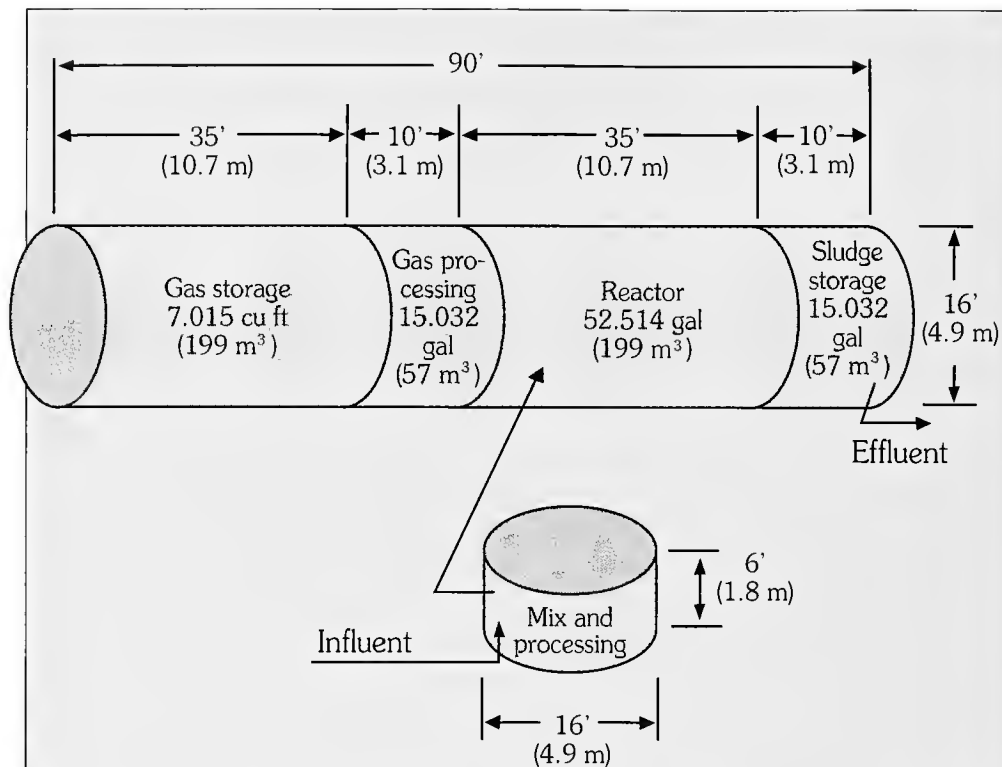 90'
35'
(10.7 m)
10'
(3.1 m)
35'
(10.7 m)
10'
(3.1 m)
Gas storage
7.015 cu ft
(199 m³)
Gas pro-
cessing
15.032
gal
(57 m³)
Reactor
52.514 gal
(199 m³)
Sludge
storage
15.032
gal
(57 m³)
16'
(4.9 m)
Effluent
6'
(1.8 m)
Mix and
processing
Influent
16'
(4.9 m)